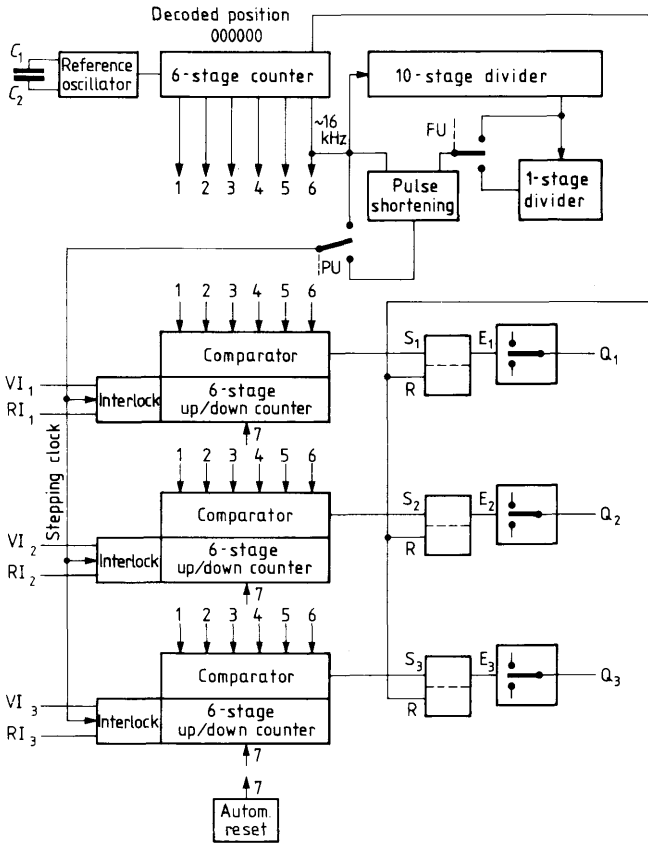 Decoded position
000000
C1
C2
Reference
oscillator
6-stage counter
10-stage divider
~16
kHz
FU
1 2 3 4 5 6
Pulse
shortening
1-stage
divider
PU
1 2 3 4 5 6
Comparator
S1
E1
Q1
VI1
RI1
Interlock
6-stage
up/down counter
R
7
Stepping clock
1 2 3 4 5 6
Comparator
S2
E2
Q2
VI2
RI2
Interlock
6-stage
up/down counter
R
7
1 2 3 4 5 6
Comparator
S3
E3
Q3
VI3
RI3
Interlock
6-stage
up/down counter
R
7
7
Autom.
reset